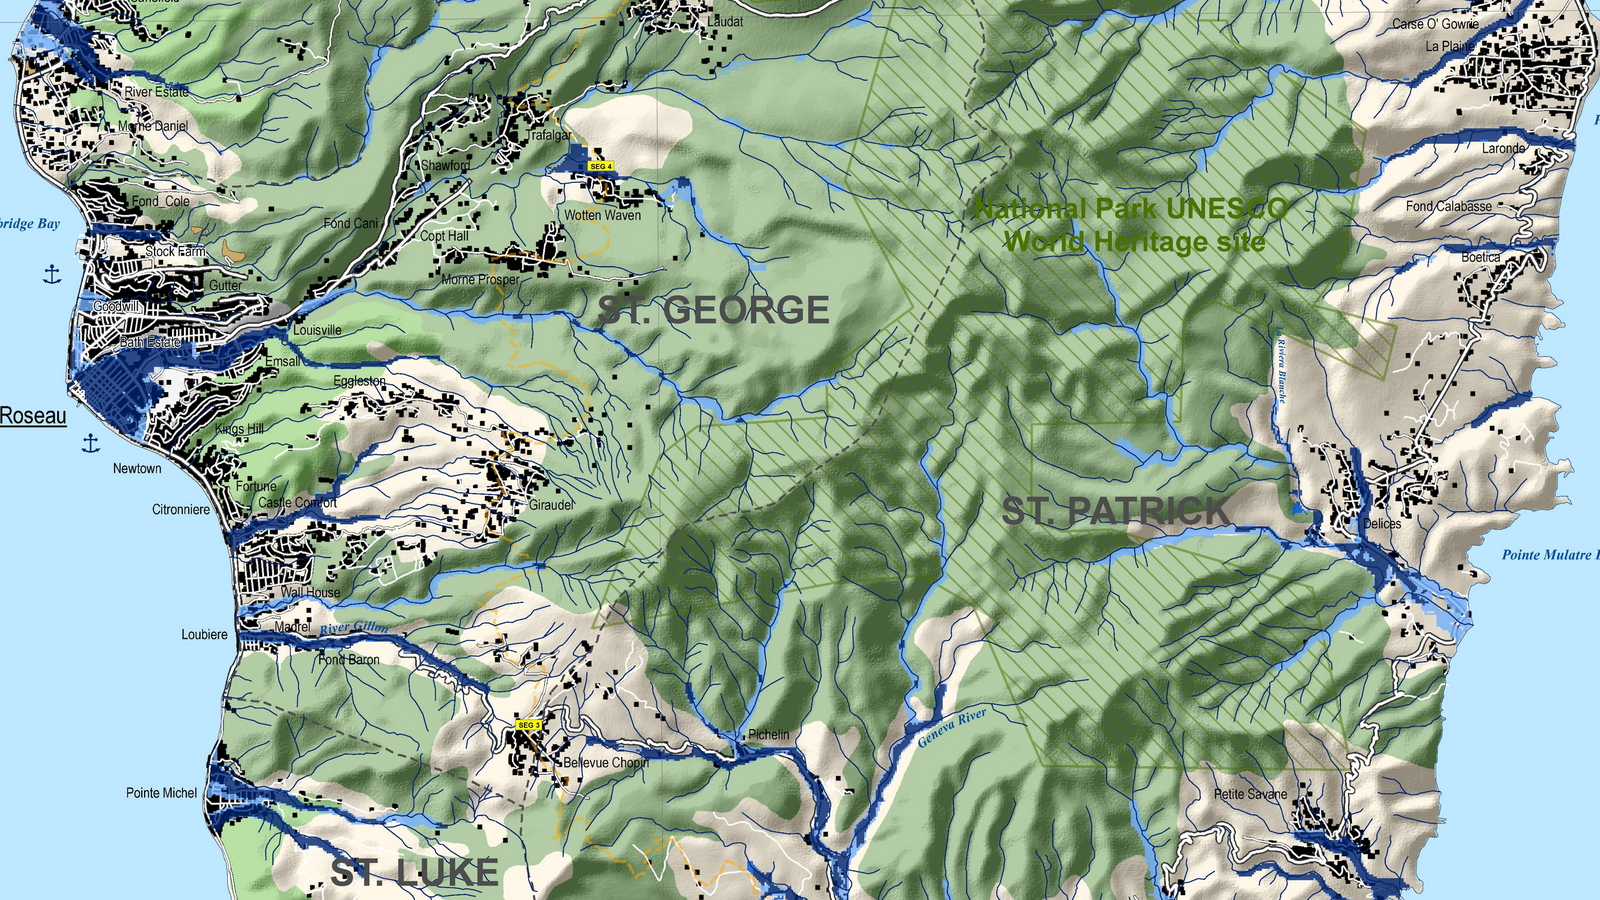 Laudat
Carse O' Gowrie
La Plaine
River Estate
Morne Daniel
Trafalgar
Laronde
Shawford
SEG 4
Fond Cole
Wotten Waven
National Park UNESCO
World Heritage site
Fond Calabasse
Fond Cani
Copt Hall
Stock Farm
Boetica
Morne Prosper
Gutter
Goodwill
ST. GEORGE
Louisville
Bath Estate
Emsall
Riviera Blanche
Eggleston
Roseau
Kings Hill
Newtown
Fortune
Castle Comfort
Giraudel
Citronniere
ST. PATRICK
Delices
Pointe Mulatre
Wall House
Madrel
River Gillon
Loubiere
Fond Baron
SEG 3
Pichelin
Geneva River
Bellevue Chopin
Pointe Michel
Petite Savane
ST. LUKE